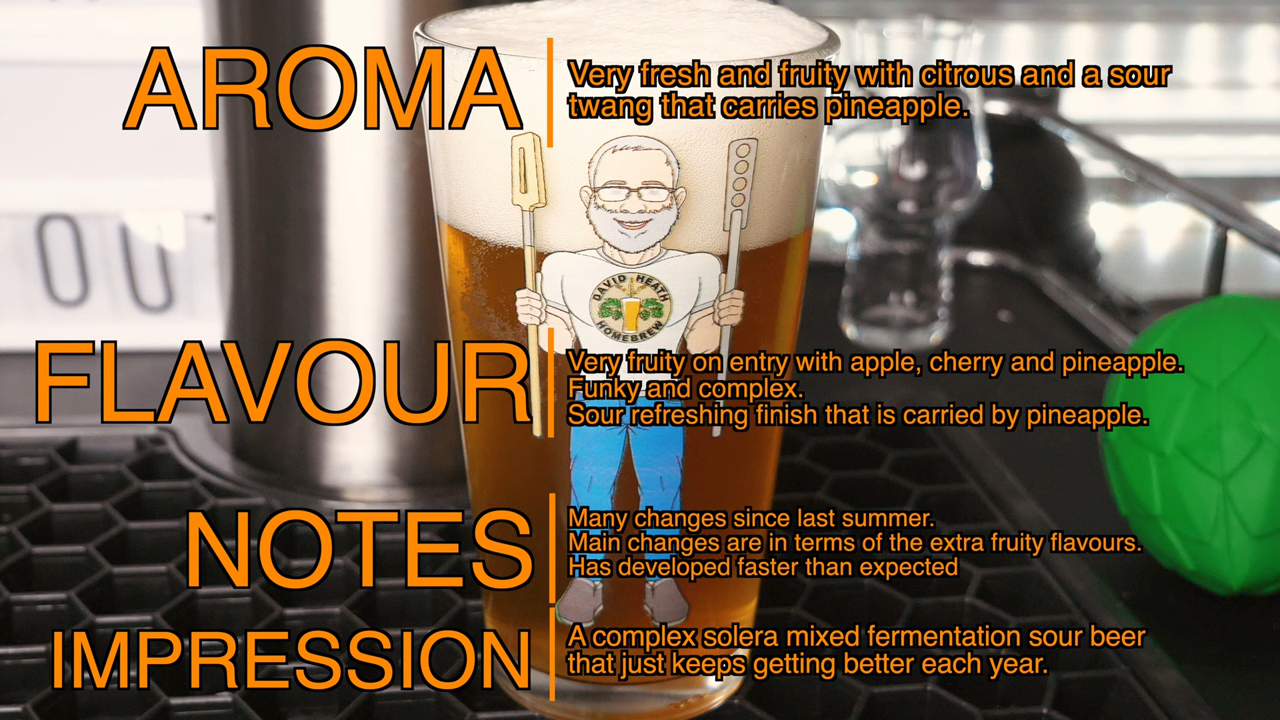 AROMA
Very fresh and fruity with citrous and a sour
twang that carries pineapple.
DAVID HEATH
HOMEBREW
FLAVOUR
Very fruity on entry with apple, cherry and pineapple.
Funky and complex.
Sour refreshing finish that is carried by pineapple.
NOTES
Many changes since last summer.
Main changes are in terms of the extra fruity flavours.
Has developed faster than expected
IMPRESSION
A complex solera mixed fermentation sour beer
that just keeps getting better each year.